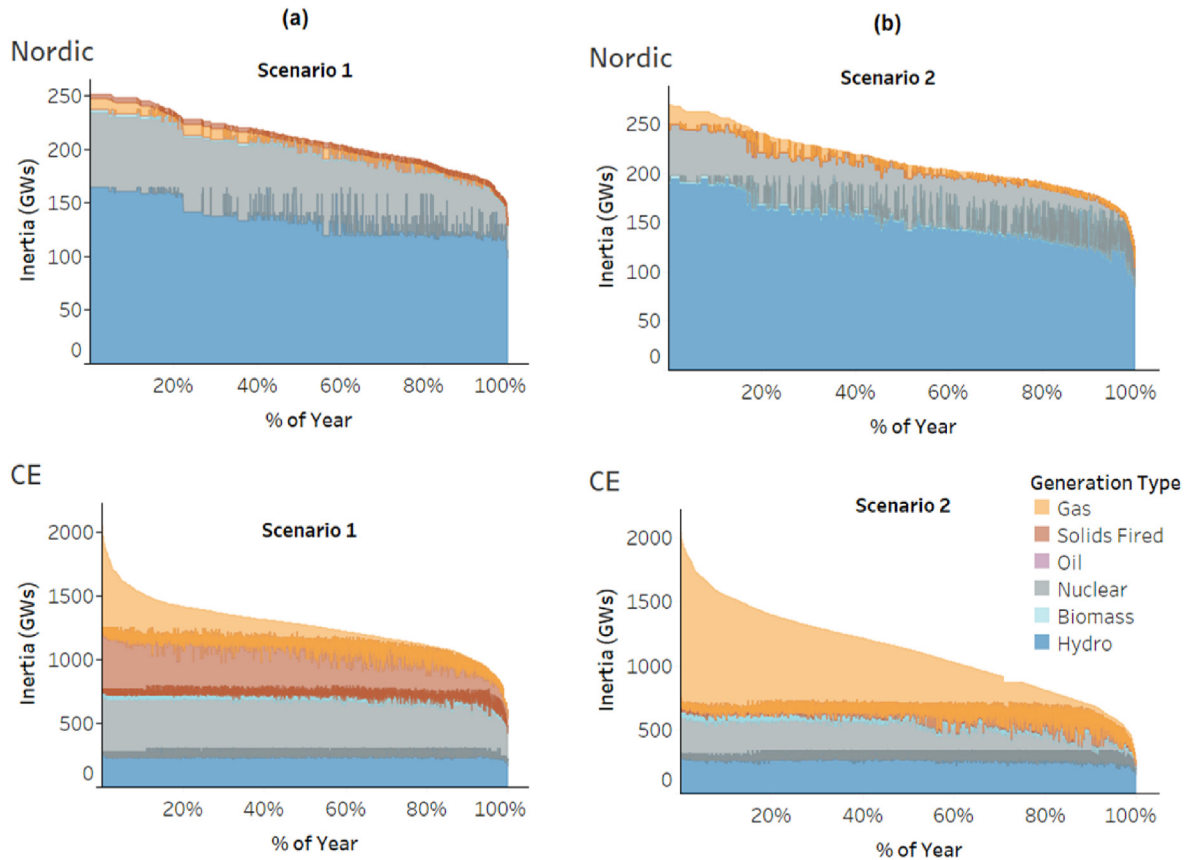 (a)
Nordic
Scenario 1
250
200
150
100
50
0
Inertia (GWs)
20% 40% 60% 80% 100%
% of Year
(b)
Nordic
Scenario 2
250
200
150
100
50
0
Inertia (GWs)
20% 40% 60% 80% 100%
% of Year
CE
Scenario 1
2000
1500
1000
500
0
Inertia (GWs)
20% 40% 60% 80% 100%
% of Year
CE
Scenario 2
2000
1500
1000
500
0
Inertia (GWs)
20% 40% 60% 80% 100%
% of Year
Generation Type
Gas
Solids Fired
Oil
Nuclear
Biomass
Hydro